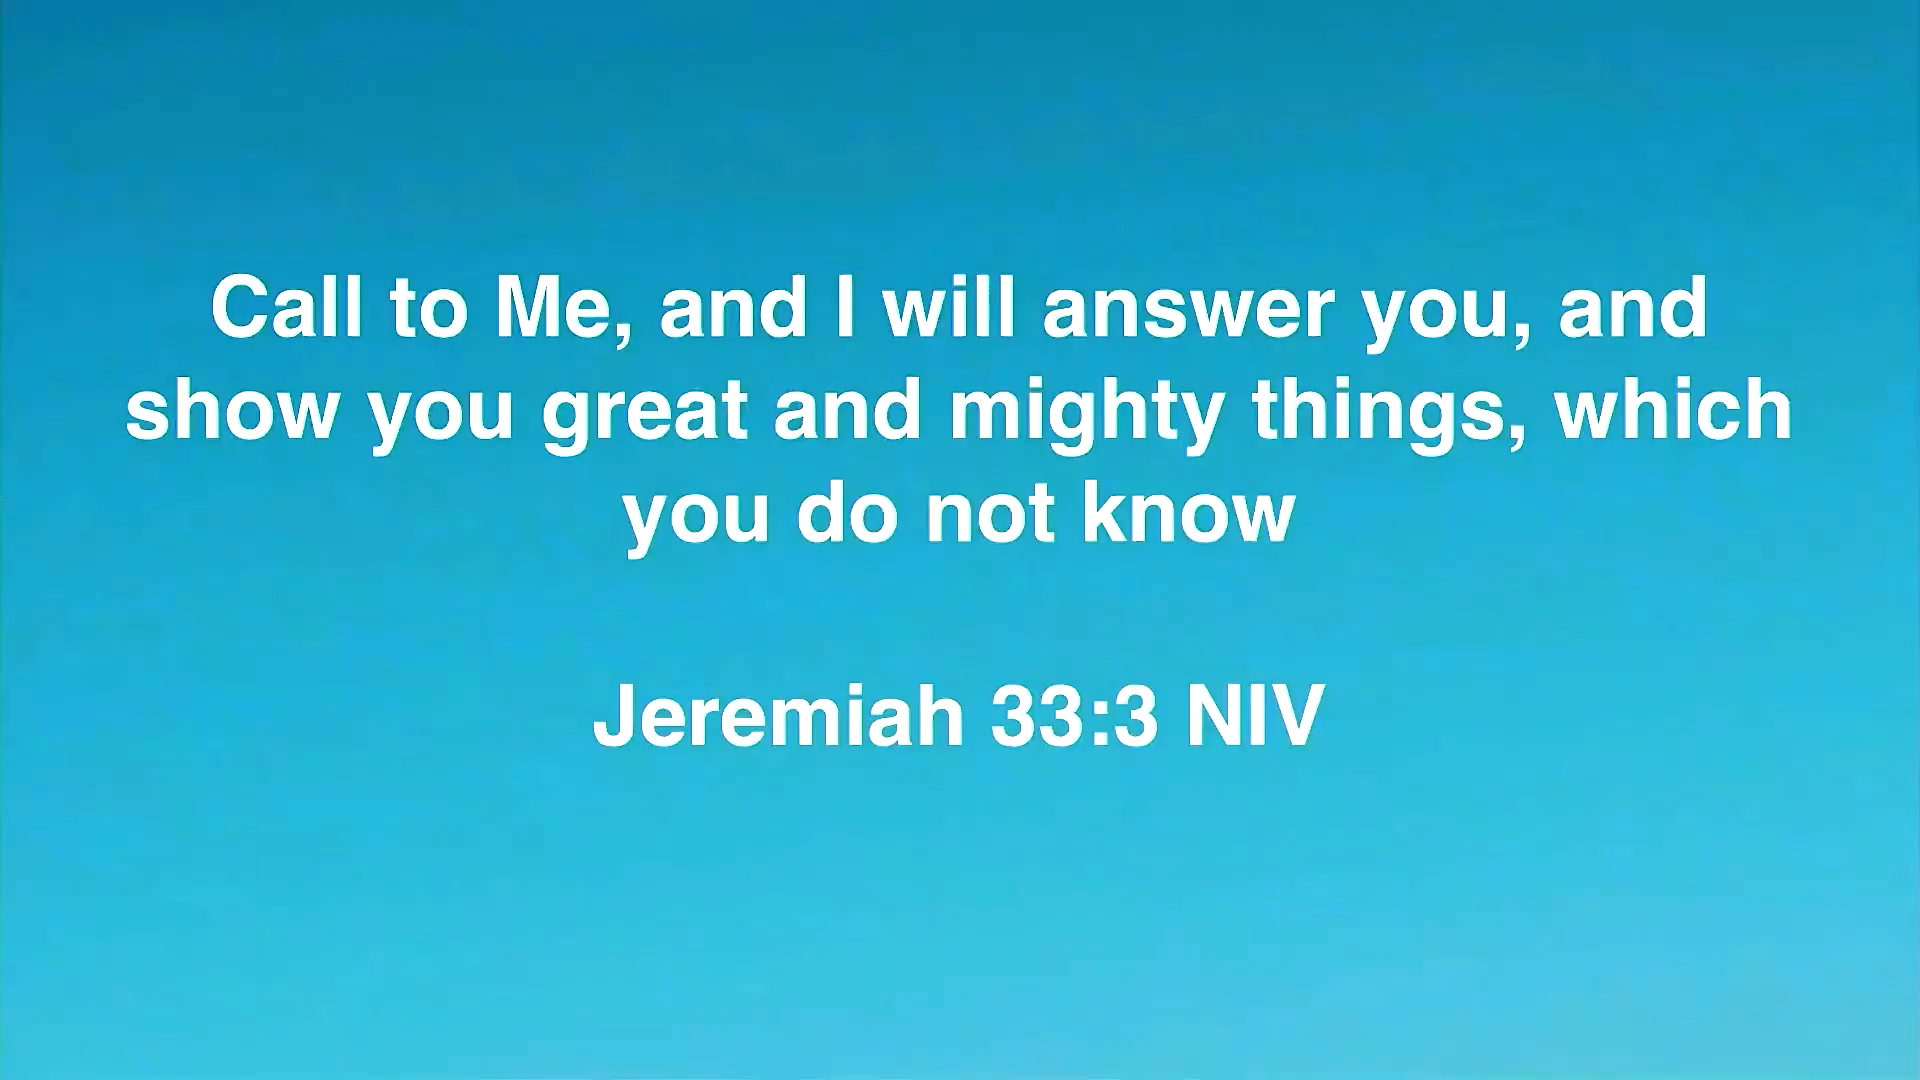 Call to Me, and I will answer you, and
show you great and mighty things, which
you do not know
Jeremiah 33:3 NIV